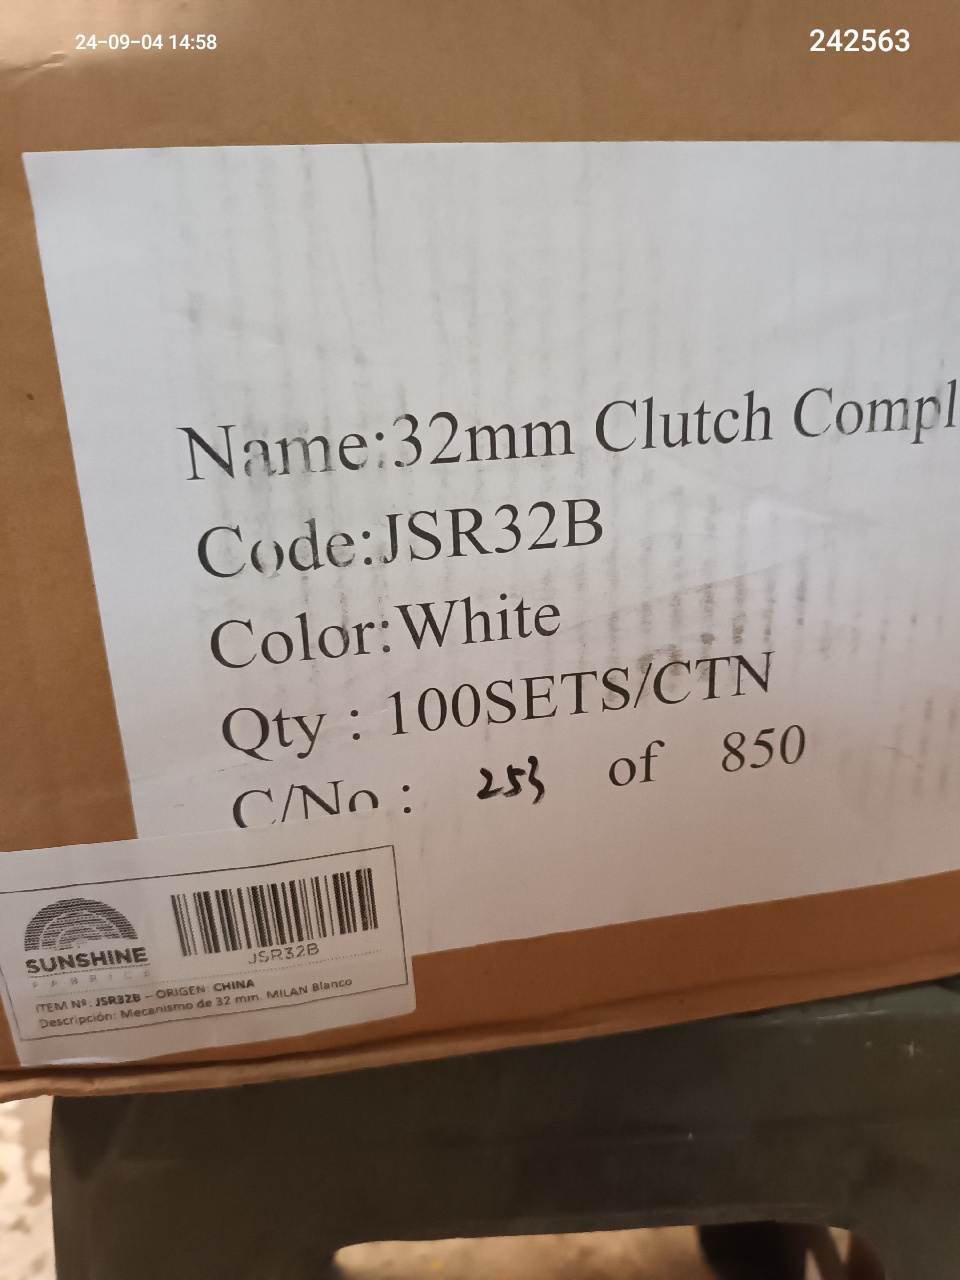 24-09-04 14:58
242563
Name:32mm Clutch Compl
Code:JSR32B
Color:White
Qty : 100SETS/CTN
C/No : 253 of 850
JSR32B
SUNSHINE
FABRICS
ITEM Nº: JSR32B – ORIGEN: CHINA
Descripción: Mecanismo de 32 mm. MILAN Blanco